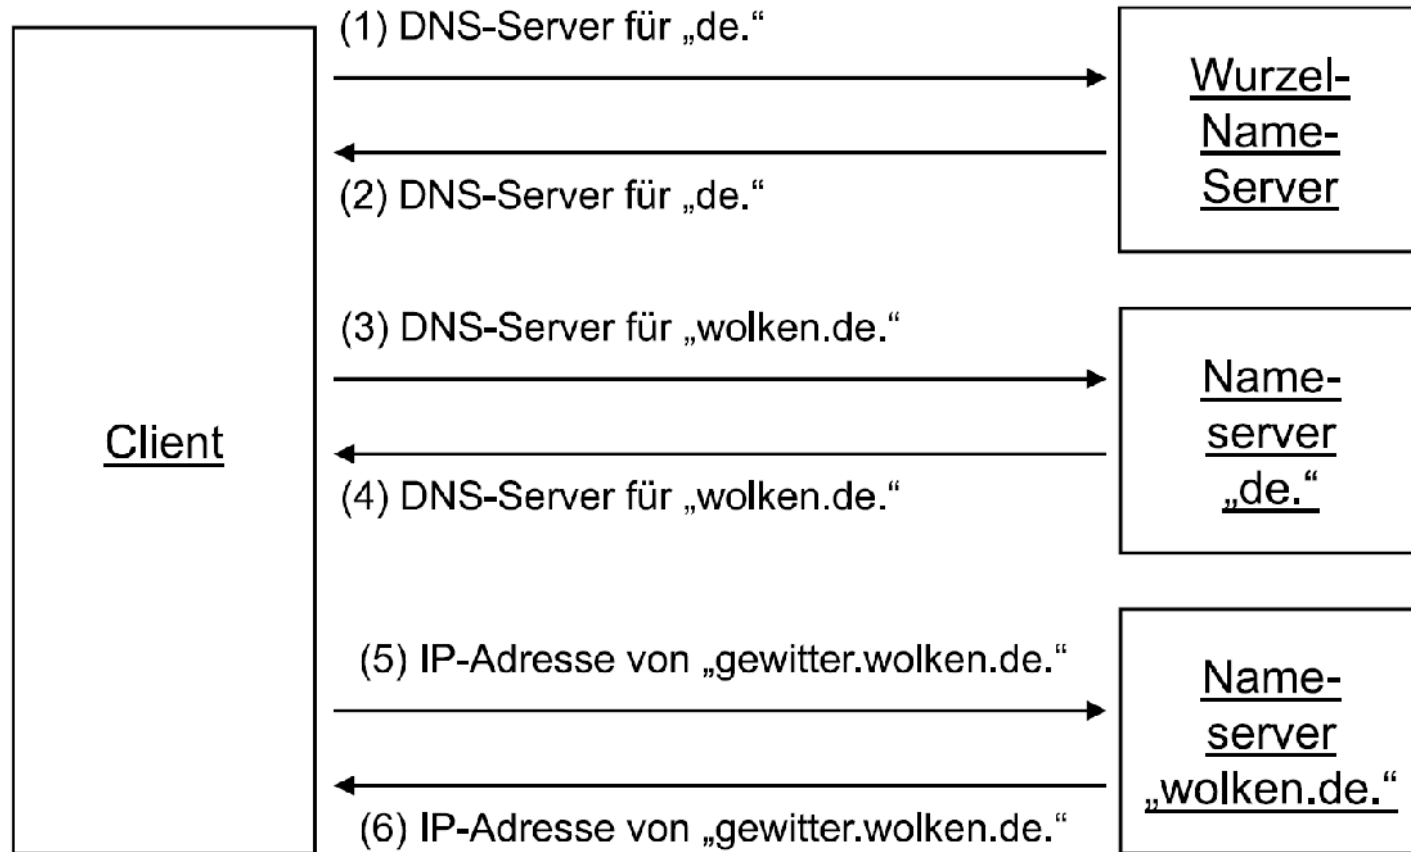 (1) DNS-Server für „de.“
Wurzel-
Name-
Server
(2) DNS-Server für „de.“
(3) DNS-Server für „wolken.de.“
Name-
server
„de.“
(4) DNS-Server für „wolken.de.“
Client
(5) IP-Adresse von „gewitter.wolken.de.“
Name-
server
„wolken.de.“
(6) IP-Adresse von „gewitter.wolken.de.“